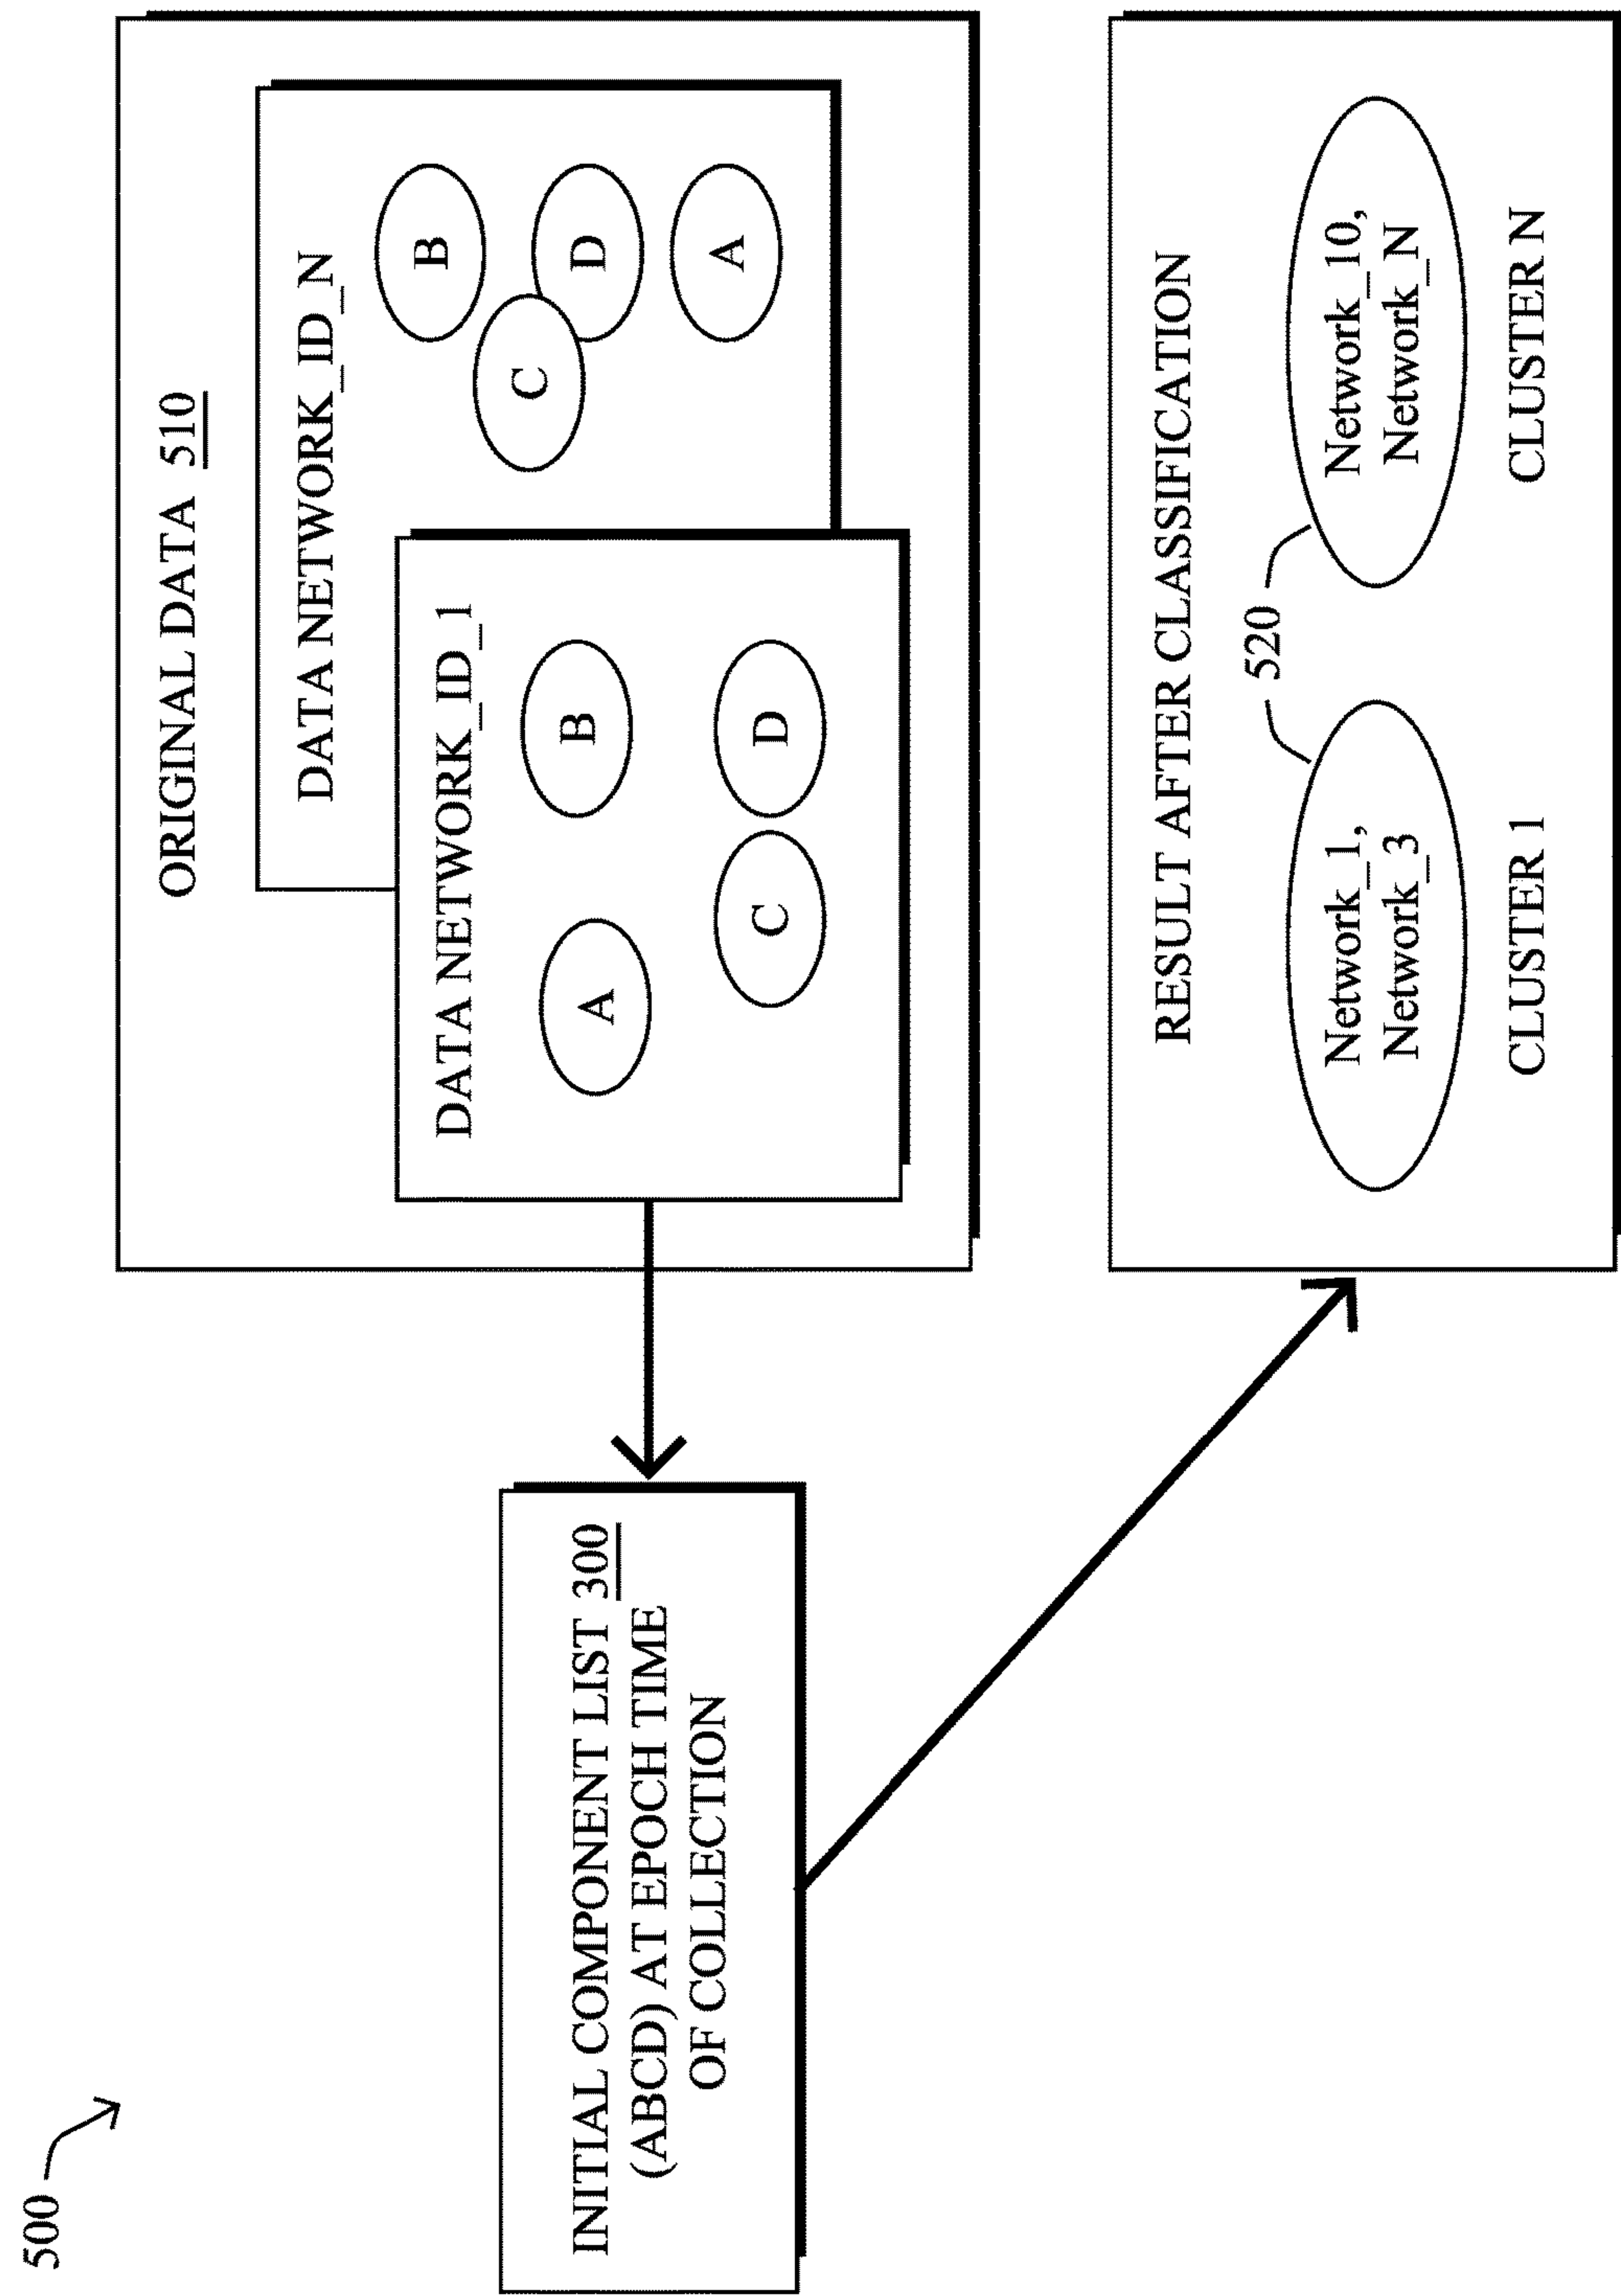 500
INITIAL COMPONENT LIST 300
(ABCD) AT EPOCH TIME
OF COLLECTION
ORIGINAL DATA 510
DATA NETWORK_ID_N
B
D
C
A
DATA NETWORK_ID_1
A
B
C
D
RESULT AFTER CLASSIFICATION
520
Network_1,
Network_3
CLUSTER 1
Network_10,
Network_N
CLUSTER N